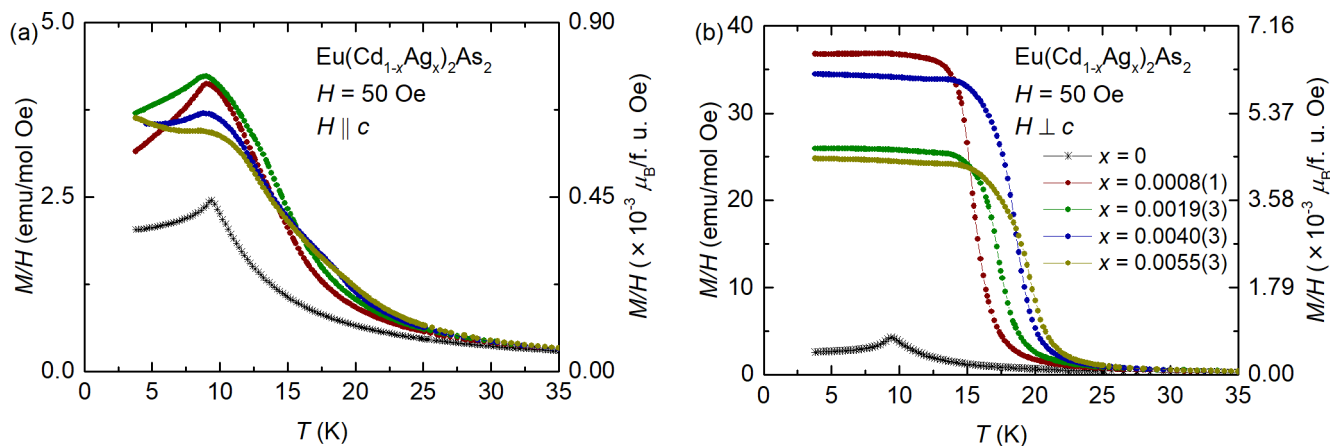 (a)
5.0
2.5
0.0
M/H (emu/mol Oe)
Eu(Cd₁₋ₓAgₓ)₂As₂
H = 50 Oe
H ∥ c
0.90
0.45
0.00
M/H ( × 10⁻³ μ_B/f. u. Oe)
0 5 10 15 20 25 30 35
T (K)
(b)
40
30
20
10
0
M/H (emu/mol Oe)
Eu(Cd₁₋ₓAgₓ)₂As₂
H = 50 Oe
H ⊥ c
x = 0
x = 0.0008(1)
x = 0.0019(3)
x = 0.0040(3)
x = 0.0055(3)
7.16
5.37
3.58
1.79
0.00
M/H ( × 10⁻³ μ_B/f. u. Oe)
0 5 10 15 20 25 30 35
T (K)